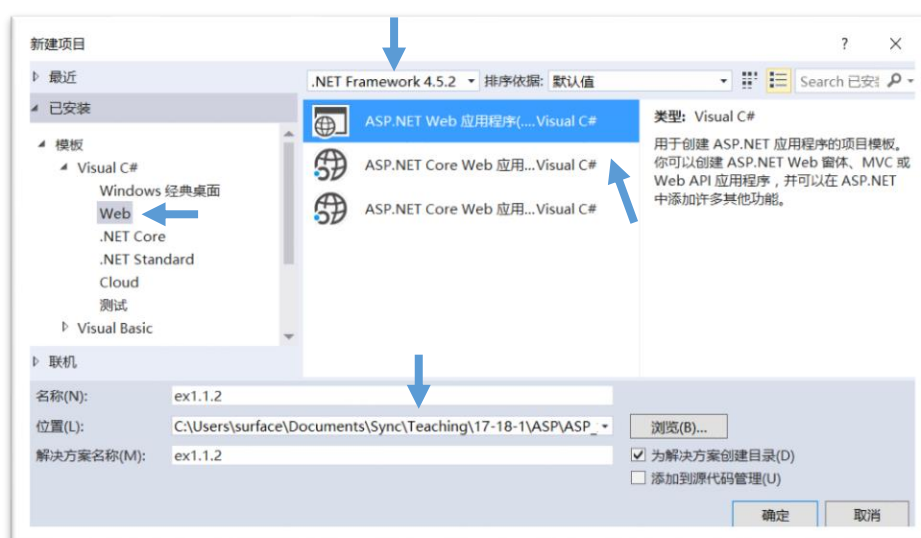 新建项目 ?
最近
.NET Framework 4.5.2 排序依据: 默认值 Search 已安
已安装
模板
Visual C#
Windows 经典桌面
Web
.NET Core
.NET Standard
Cloud
测试
Visual Basic
联机
ASP.NET Web 应用程序(....Visual C#
ASP.NET Core Web 应用...Visual C#
ASP.NET Core Web 应用...Visual C#
类型: Visual C#
用于创建 ASP.NET 应用程序的项目模板。
你可以创建 ASP.NET Web 窗体、MVC 或
Web API 应用程序，并可以在 ASP.NET
中添加许多其他功能。
名称(N): ex1.1.2
位置(L): C:\Users\surface\Documents\Sync\Teaching\17-18-1\ASP\ASP_ 浏览(B)...
解决方案名称(M): ex1.1.2
为解决方案创建目录(D)
添加到源代码管理(U)
确定 取消